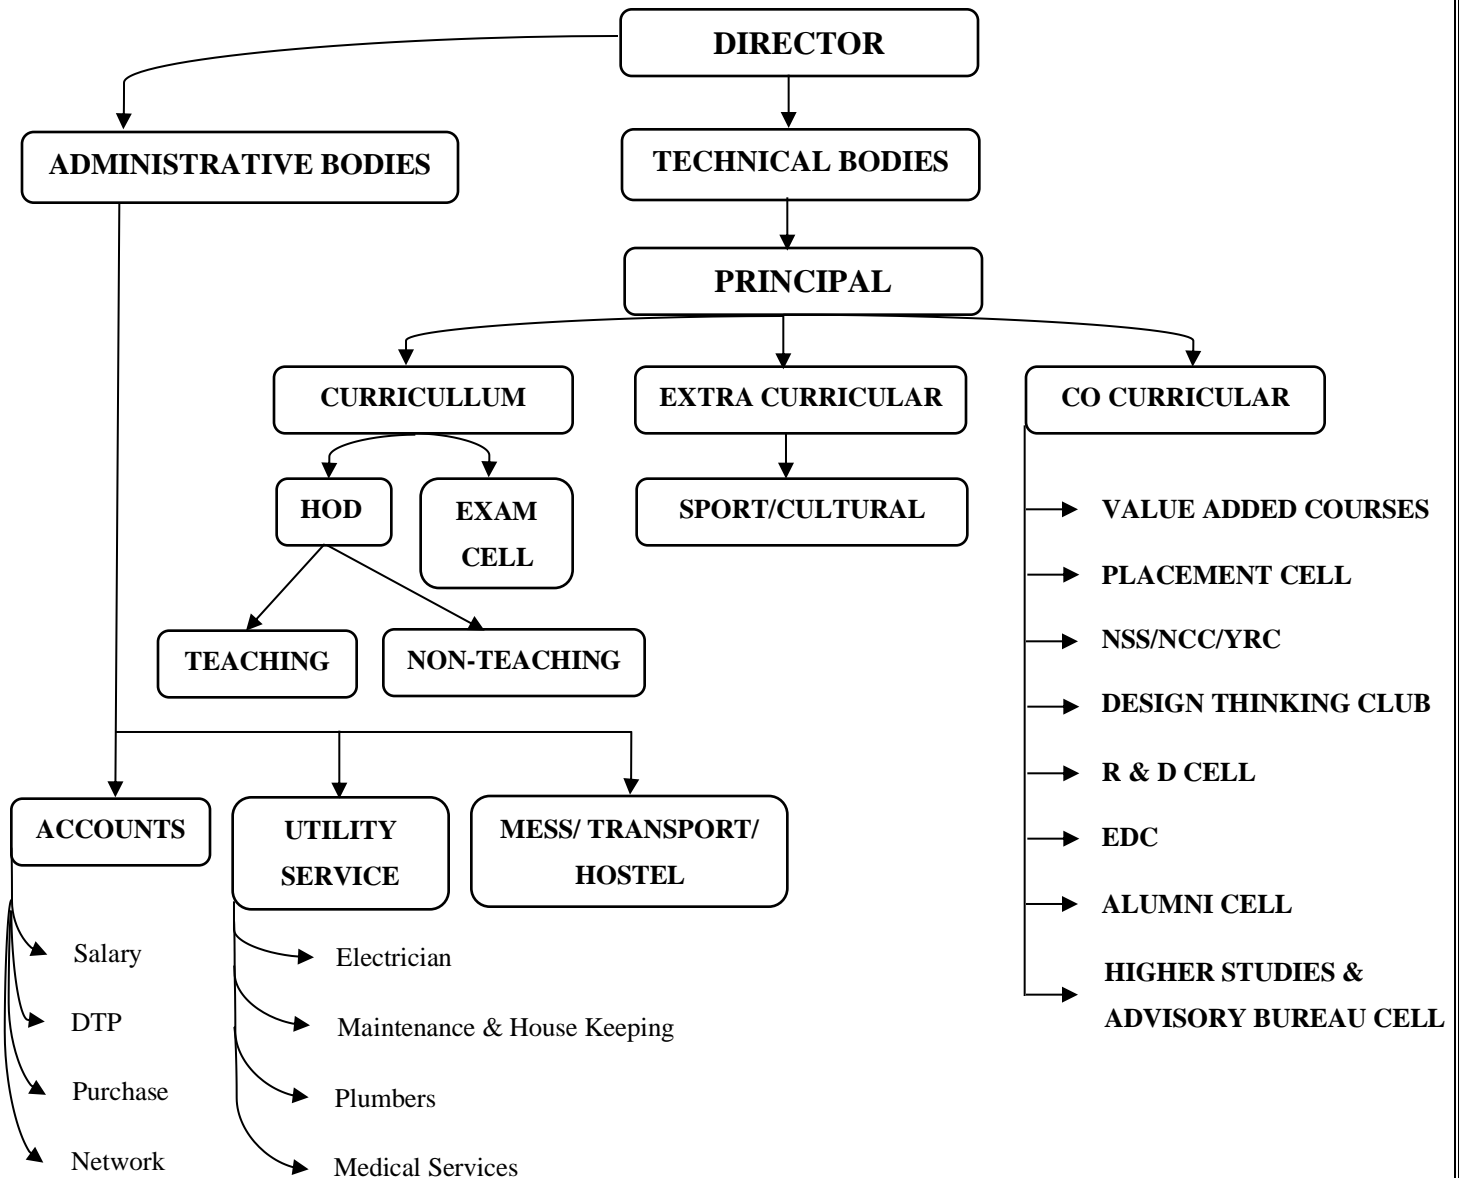 DIRECTOR
ADMINISTRATIVE BODIES
TECHNICAL BODIES
PRINCIPAL
CURRICULLUM
EXTRA CURRICULAR
CO CURRICULAR
HOD
EXAM
CELL
SPORT/CULTURAL
VALUE ADDED COURSES
PLACEMENT CELL
NSS/NCC/YRC
DESIGN THINKING CLUB
R & D CELL
EDC
ALUMNI CELL
HIGHER STUDIES &
ADVISORY BUREAU CELL
TEACHING
NON-TEACHING
ACCOUNTS
UTILITY
SERVICE
MESS/ TRANSPORT/
HOSTEL
Salary
DTP
Purchase
Network
Electrician
Maintenance & House Keeping
Plumbers
Medical Services